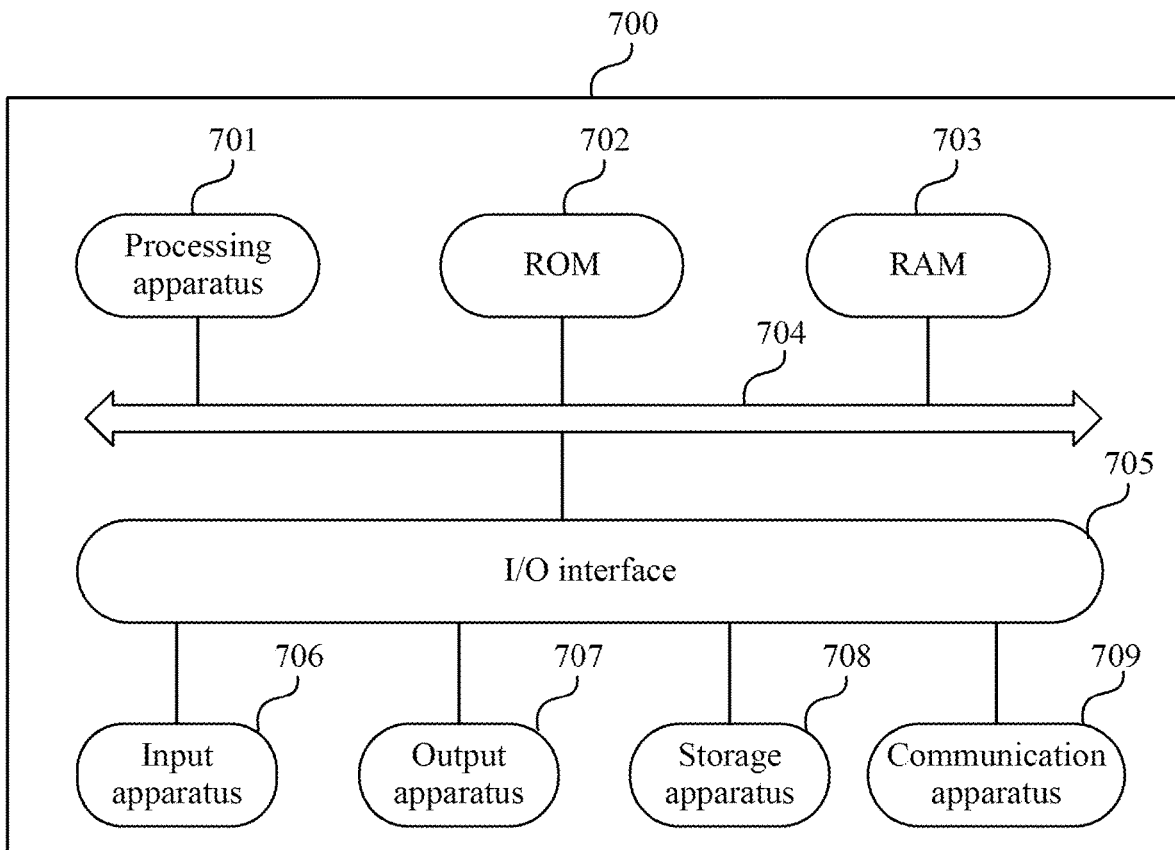 700
701
702
703
Processing
apparatus
ROM
RAM
704
705
I/O interface
706
707
708
709
Input
apparatus
Output
apparatus
Storage
apparatus
Communication
apparatus